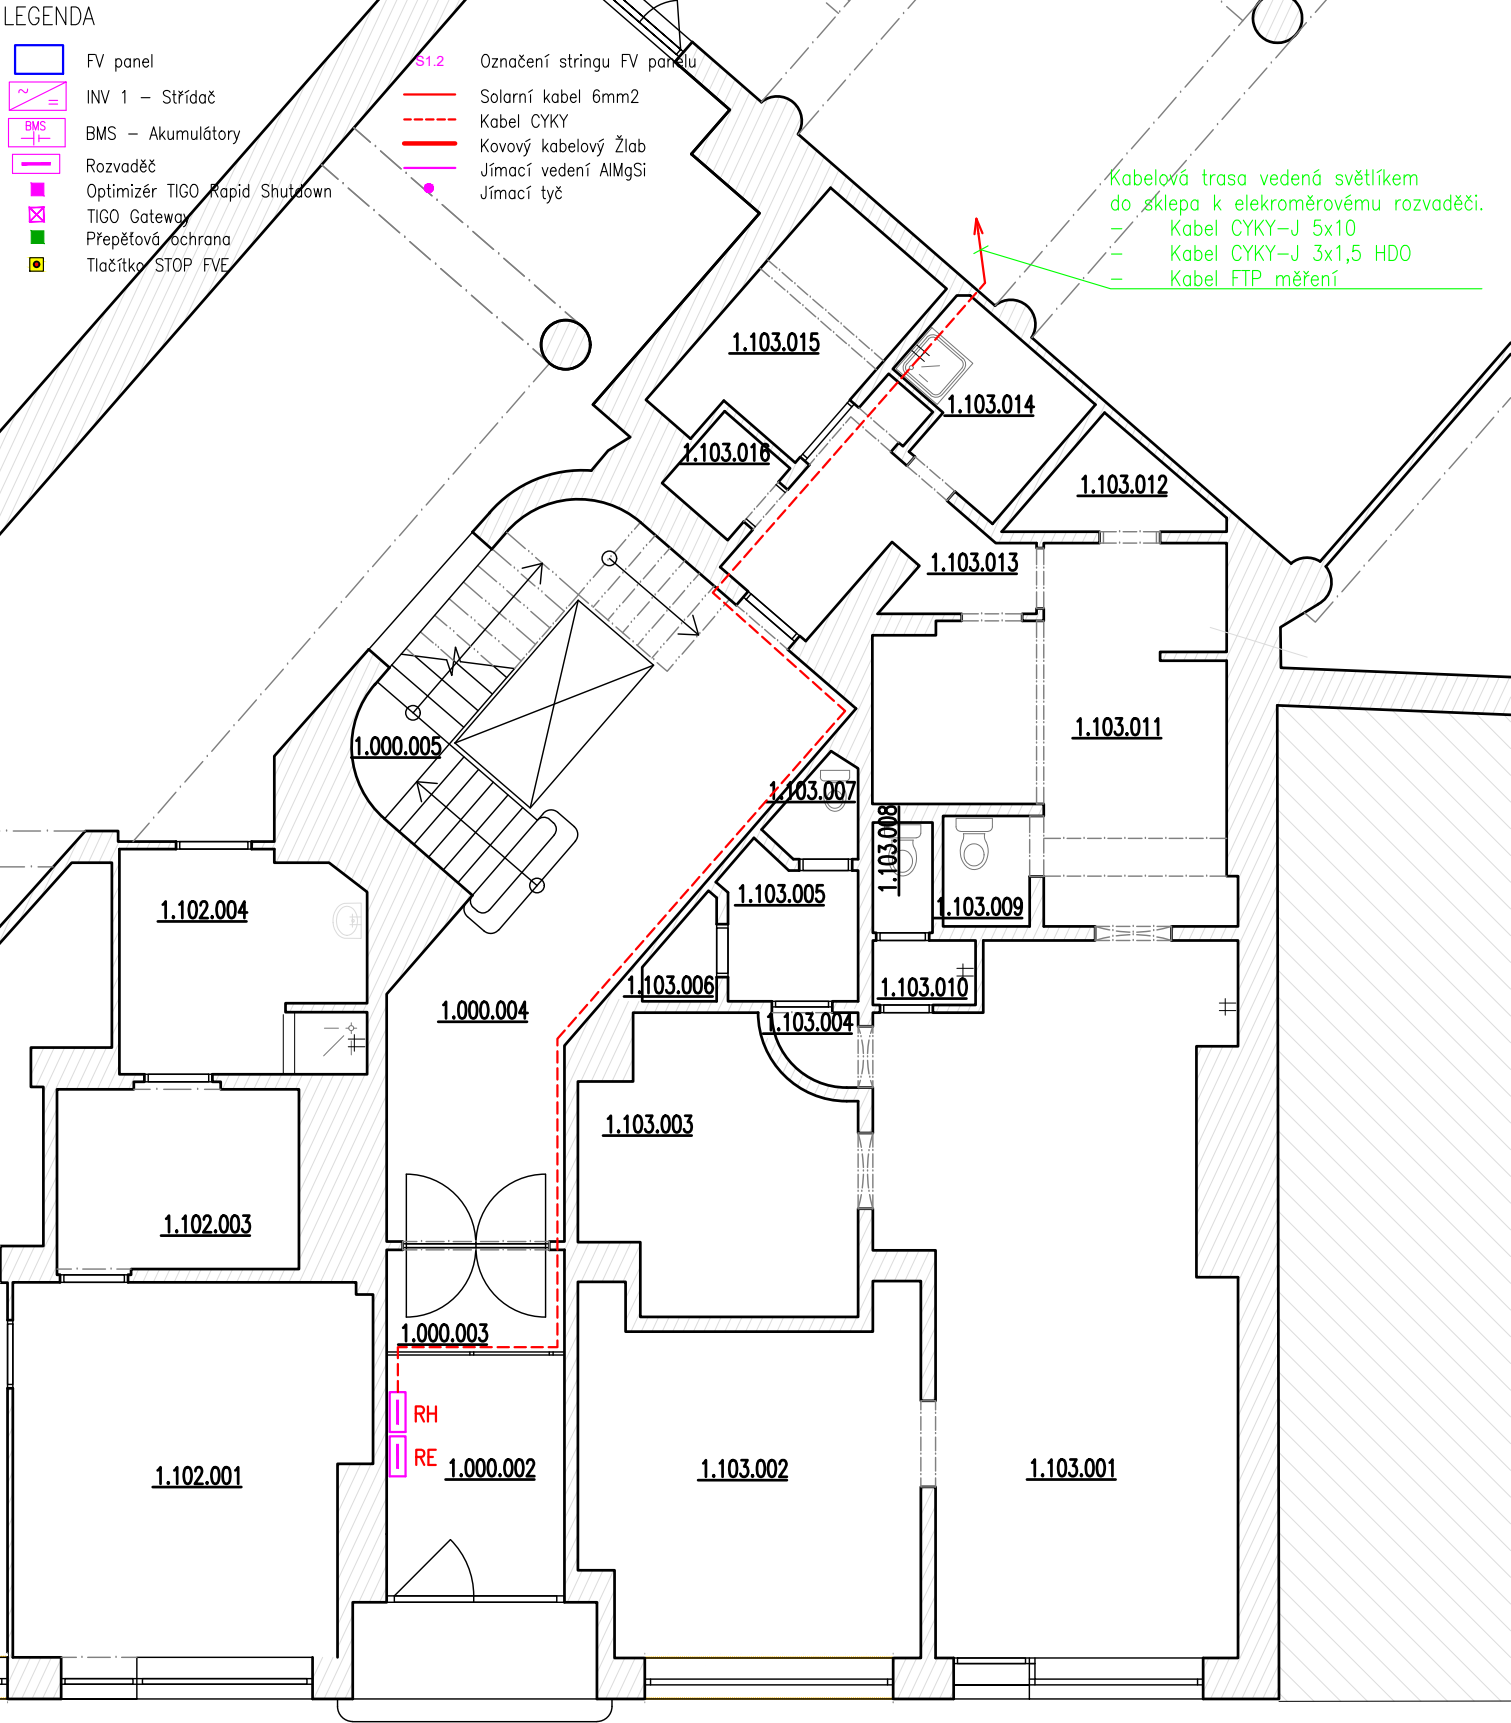 LEGENDA
FV panel
INV 1 – Střídač
~
=
BMS – Akumulátory
BMS
Rozvaděč
Optimizér TIGO Rapid Shutdown
TIGO Gateway
Přepěťová ochrana
Tlačítko STOP FVE
S1.2 Označení stringu FV panelu
Solarní kabel 6mm2
Kabel CYKY
Kovový kabelový Žlab
Jímací vedení AlMgSi
Jímací tyč
Kabelová trasa vedená světlíkem
do sklepa k elekroměrovému rozvaděči.
– Kabel CYKY–J 5x10
– Kabel CYKY–J 3x1,5 HDO
– Kabel FTP měření
1.103.015
1.103.014
1.103.016
1.103.012
1.103.013
1.103.011
1.000.005
1.103.007
1.103.008
1.103.005
1.102.004
1.103.009
1.103.006
1.103.010
1.000.004
1.103.004
1.103.003
1.102.003
1.000.003
RH
RE
1.000.002
1.102.001
1.103.002
1.103.001